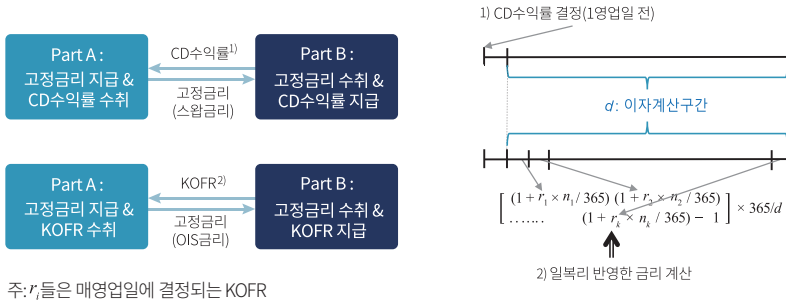 1) CD수익률 결정(1영업일 전)
Part A :
고정금리 지급 &
CD수익률 수취
CD수익률1)
고정금리
(스왑금리)
Part B :
고정금리 수취 &
CD수익률 지급
d: 이자계산구간
Part A :
고정금리 지급 &
KOFR 수취
KOFR2)
고정금리
(OIS금리)
Part B :
고정금리 수취 &
KOFR 지급
[ (1 + r1 × n1 / 365) (1 + r2 × n2 / 365)
....... (1 + rk × nk / 365) − 1 ] × 365/d
2) 일복리 반영한 금리 계산
주: ri들은 매영업일에 결정되는 KOFR